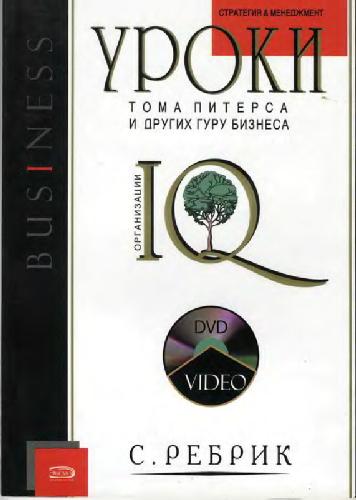 СТРАТЕГИЯ & МЕНЕДЖМЕНТ
УРОКИ
ТОМА ПИТЕРСА
И ДРУГИХ ГУРУ БИЗНЕСА
BUSINESS
ОРГАНИЗАЦИИ
IQ
DVD
VIDEO
С. РЕБРИК